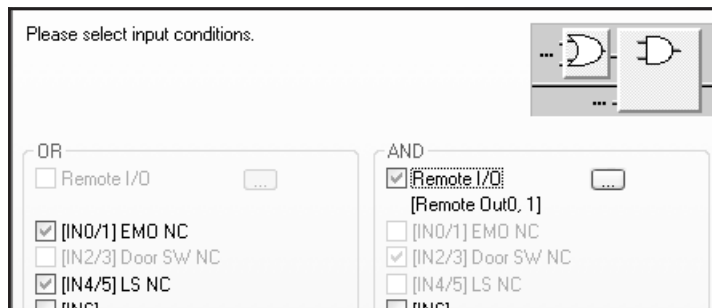 Please select input conditions.
...
...
OR
Remote I/O
...
[IN0/1] EMO NC
[IN2/3] Door SW NC
[IN4/5] LS NC
AND
Remote I/O
...
[Remote Out0, 1]
[IN0/1] EMO NC
[IN2/3] Door SW NC
[IN4/5] LS NC